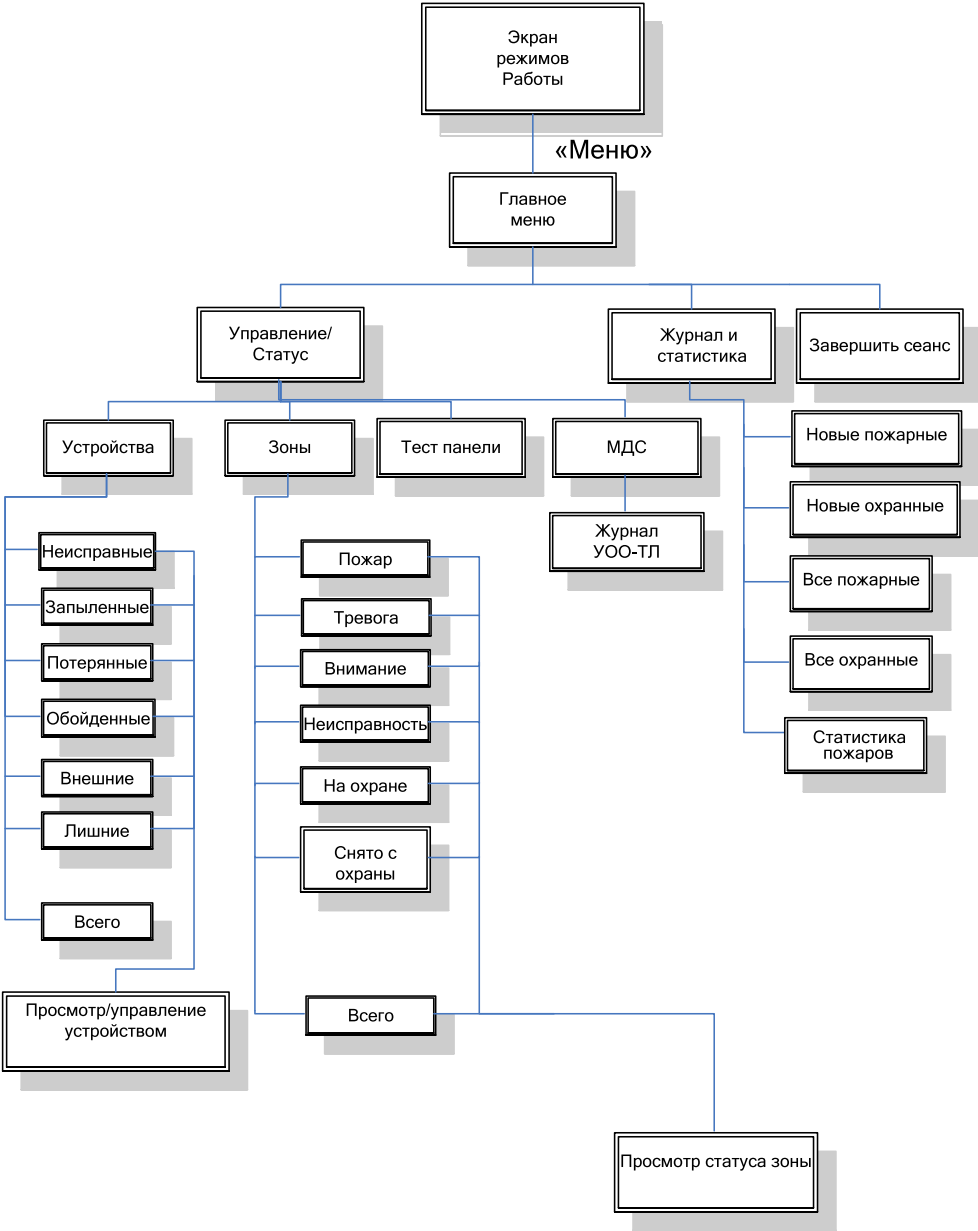 Экран
режимов
Работы
«Меню»
Главное
меню
Управление/
Статус
Журнал и
статистика
Завершить сеанс
Устройства
Зоны
Тест панели
МДС
Журнал
УОО-ТЛ
Новые пожарные
Новые охранные
Все пожарные
Все охранные
Статистика
пожаров
Неисправные
Запыленные
Потерянные
Обойденные
Внешние
Лишние
Всего
Просмотр/управление
устройством
Пожар
Тревога
Внимание
Неисправность
На охране
Снято с
охраны
Всего
Просмотр статуса зоны